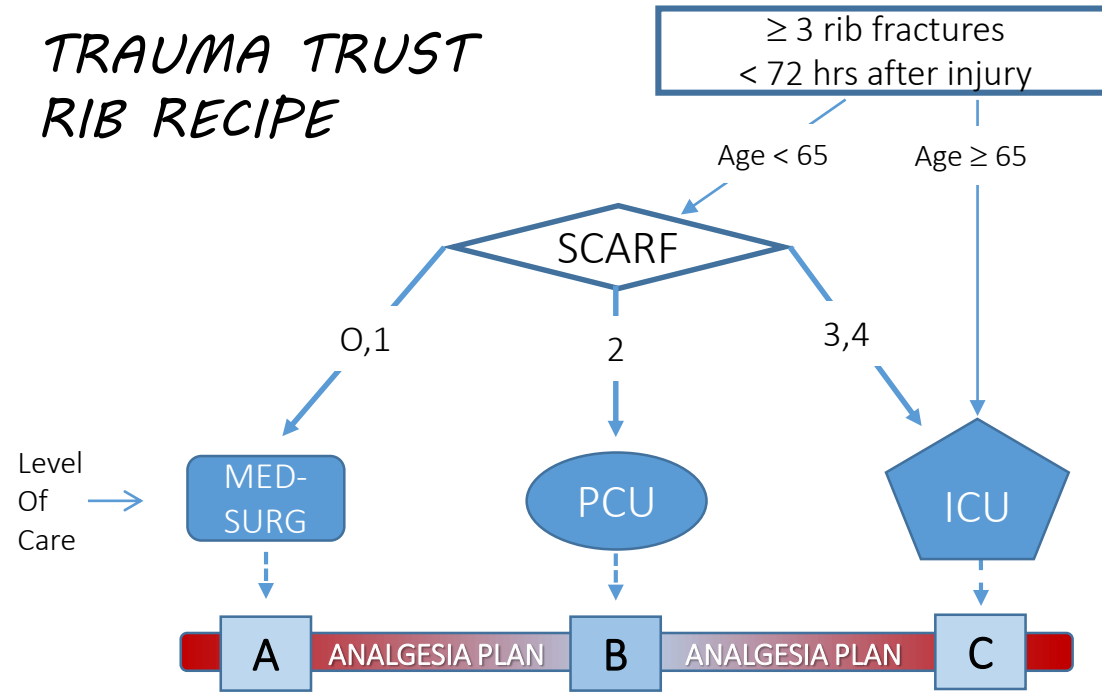 TRAUMA TRUST
RIB RECIPE
≥ 3 rib fractures
< 72 hrs after injury
Age < 65
Age ≥ 65
SCARF
0,1
2
3,4
Level
Of
Care
MED-
SURG
PCU
ICU
A
ANALGESIA PLAN
B
ANALGESIA PLAN
C